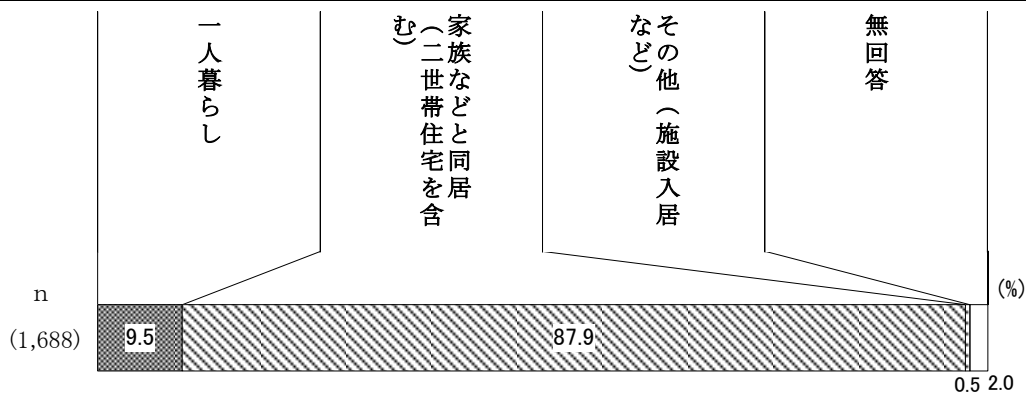 一人暮らし
家族などと同居
（二世帯住宅を含
む）
その他（施設入居
など）
無回答
n
(%)
(1,688)
9.5
87.9
0.5
2.0